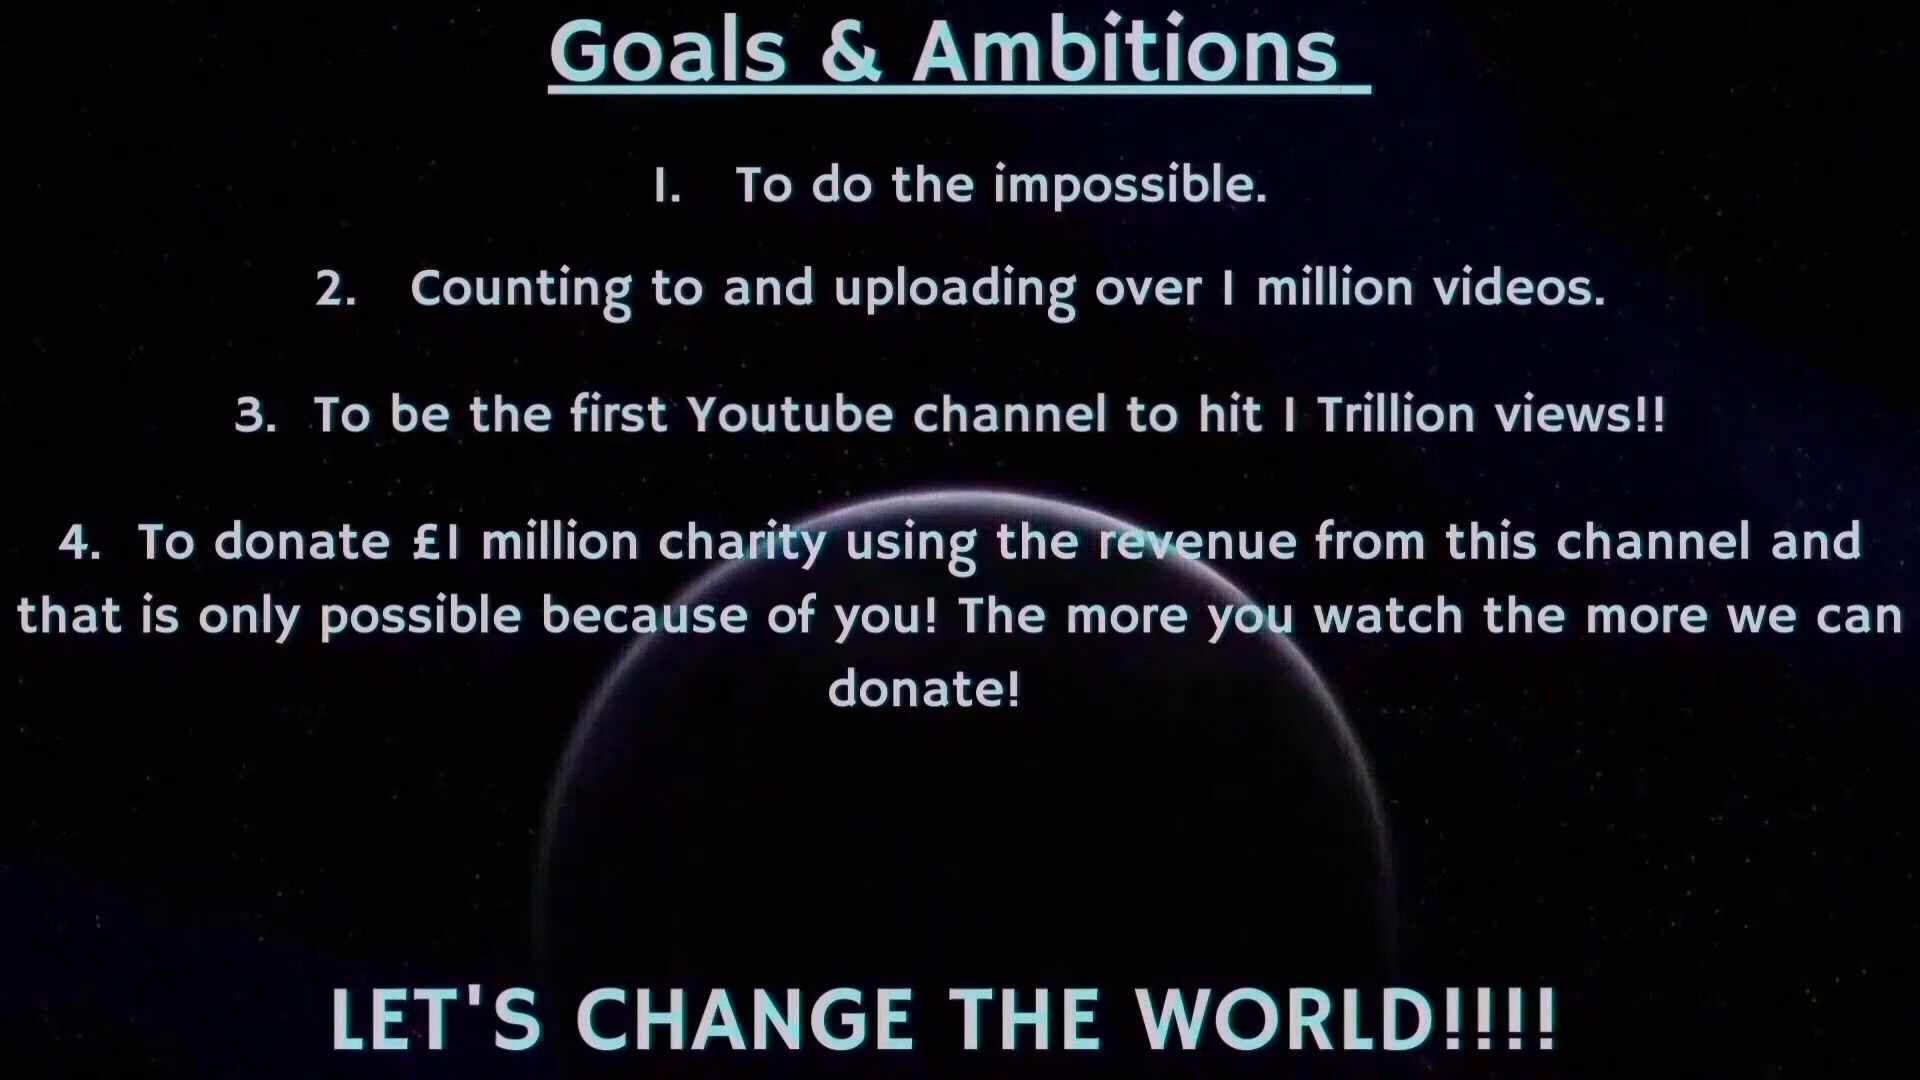 Goals & Ambitions
1. To do the impossible.
2. Counting to and uploading over 1 million videos.
3. To be the first Youtube channel to hit 1 Trillion views!!
4. To donate £1 million charity using the revenue from this channel and
that is only possible because of you! The more you watch the more we can
donate!
LET'S CHANGE THE WORLD!!!!